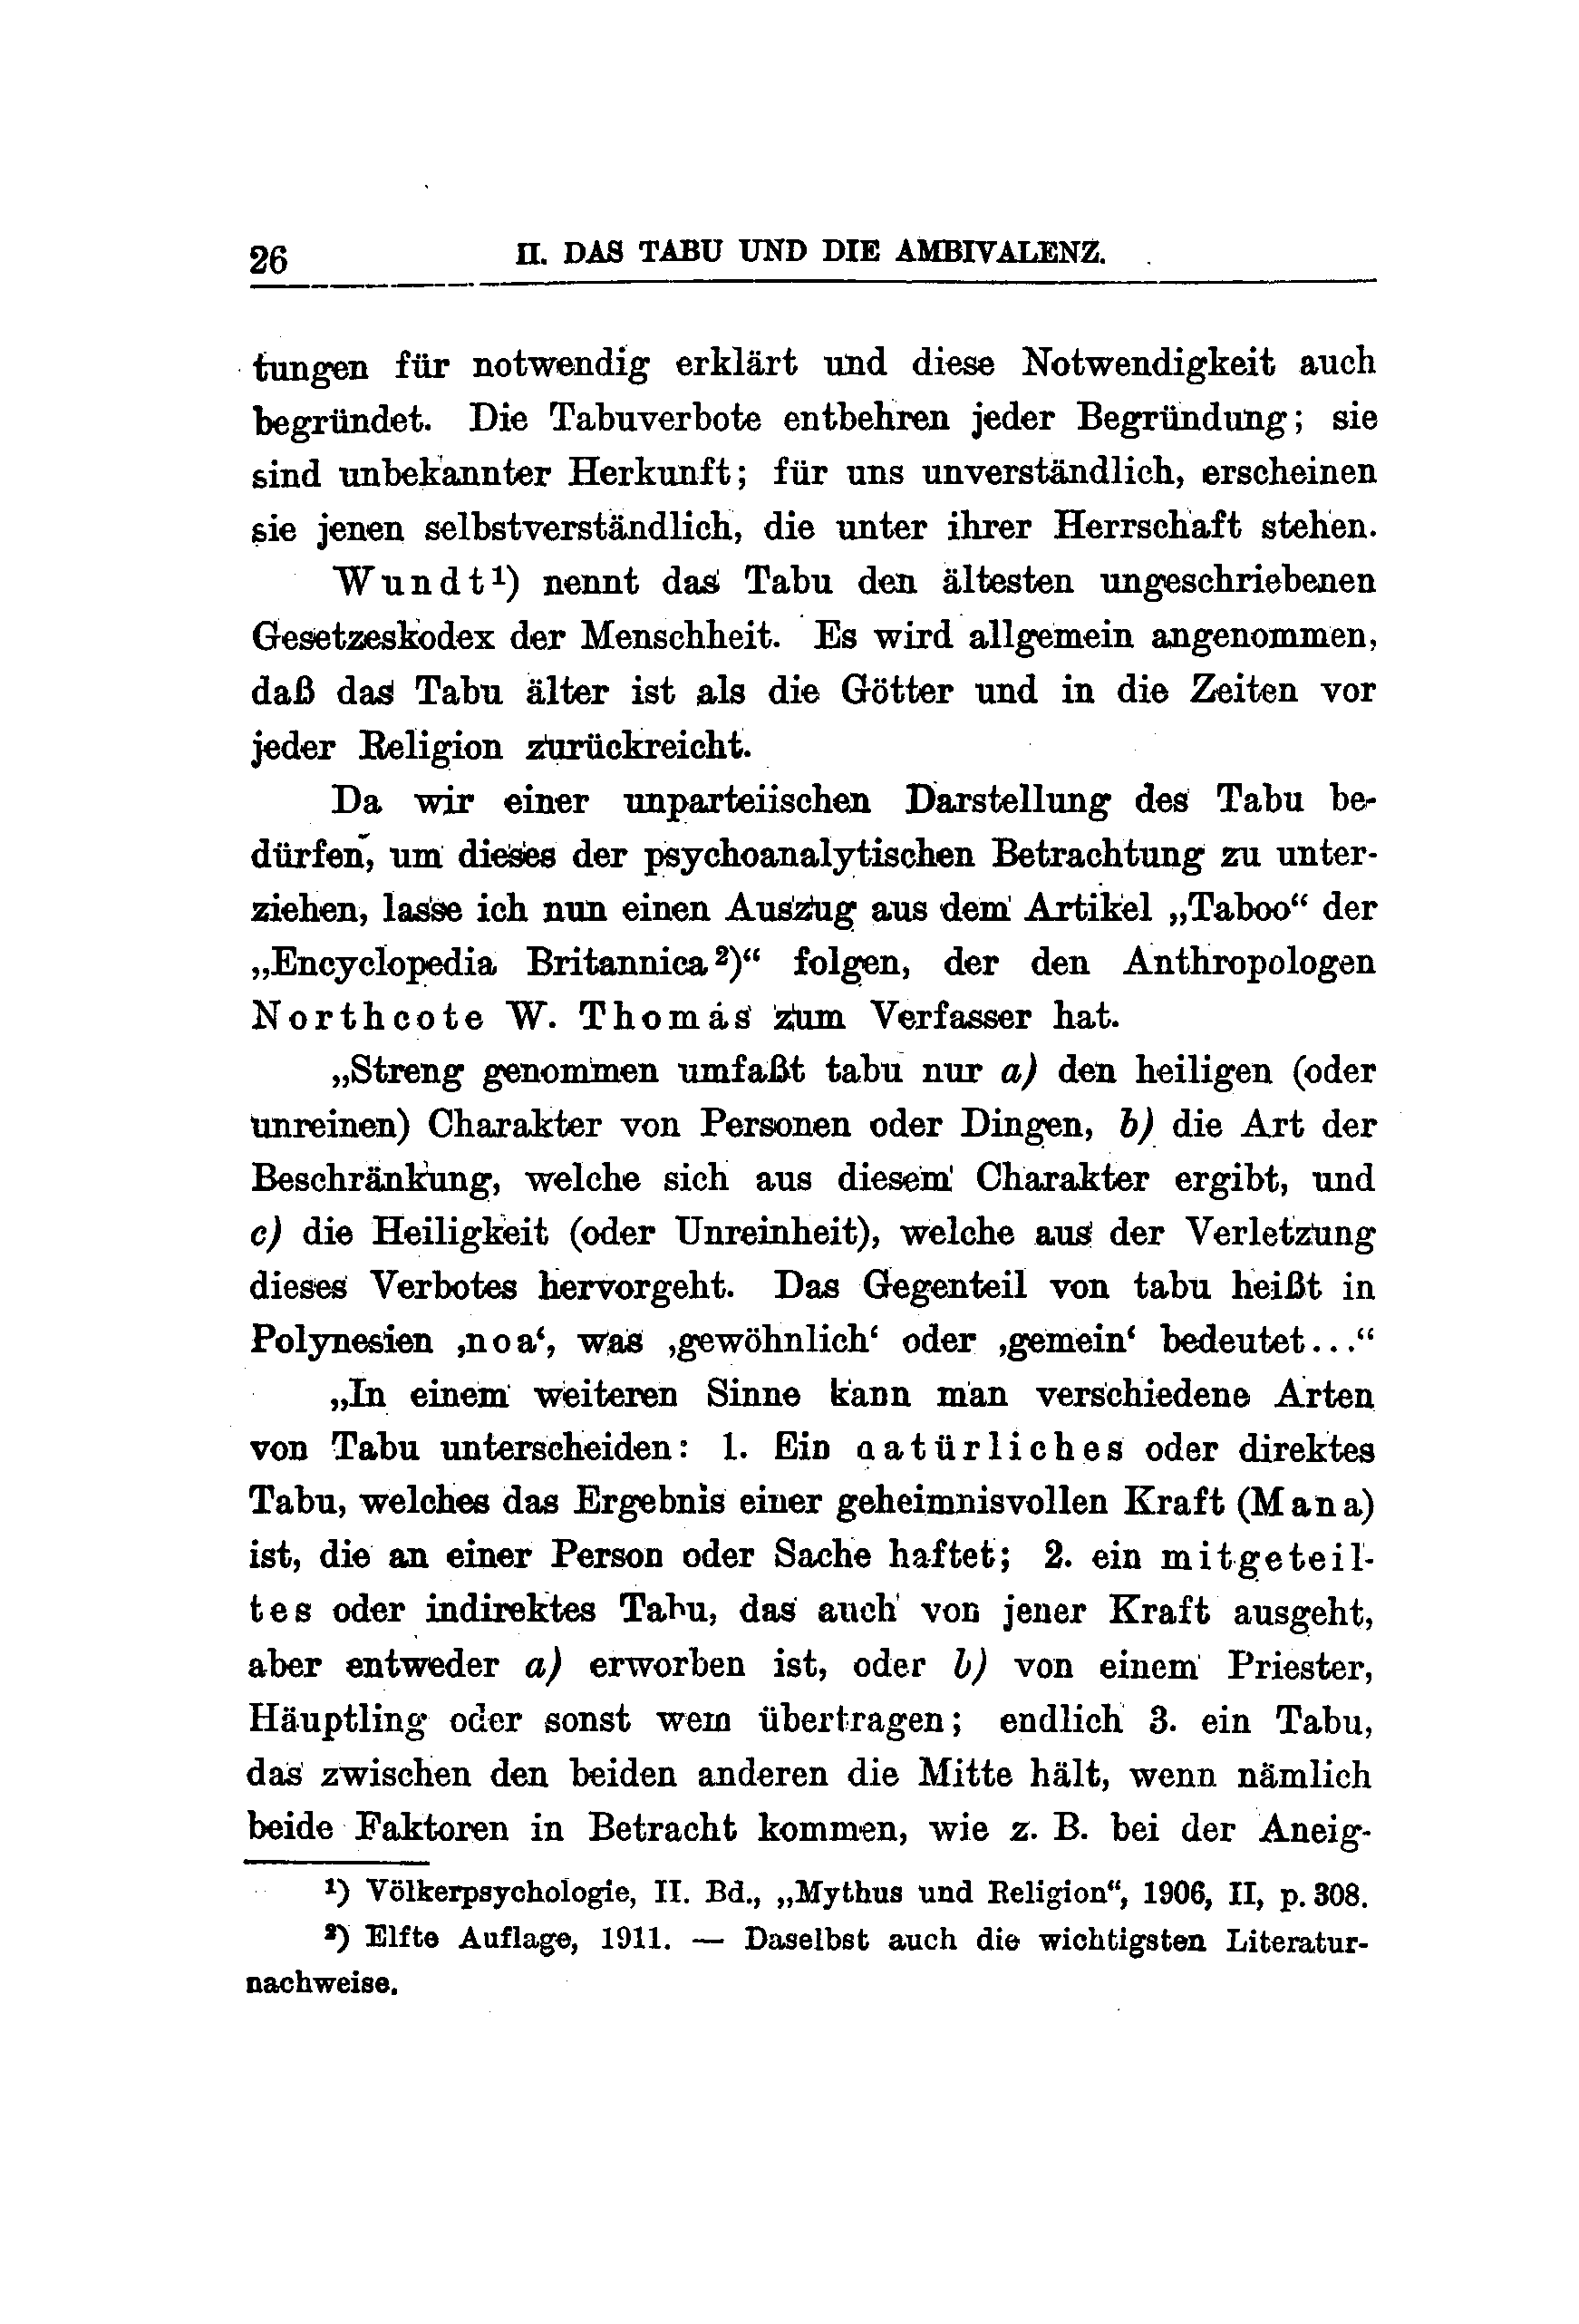 26 II. DAS TABU UND DIE AMBIVALENZ.
tungen für notwendig erklärt und diese Notwendigkeit auch
begründet. Die Tabuverbote entbehren jeder Begründung; sie
sind unbekannter Herkunft; für uns unverständlich, erscheinen
sie jenen selbstverständlich, die unter ihrer Herrschaft stehen.
Wundt¹) nennt das Tabu den ältesten ungeschriebenen
Gesetzeskodex der Menschheit. Es wird allgemein angenommen,
daß das Tabu älter ist als die Götter und in die Zeiten vor
jeder Religion zurückreicht.
Da wir einer unparteiischen Darstellung des Tabu be-
dürfen, um dieses der psychoanalytischen Betrachtung zu unter-
ziehen, lasse ich nun einen Auszug aus dem Artikel „Taboo“ der
„Encyclopedia Britannica²)“ folgen, der den Anthropologen
Northcote W. Thomas zum Verfasser hat.
„Streng genommen umfaßt tabu nur a) den heiligen (oder
unreinen) Charakter von Personen oder Dingen, b) die Art der
Beschränkung, welche sich aus diesem Charakter ergibt, und
c) die Heiligkeit (oder Unreinheit), welche aus der Verletzung
dieses Verbotes hervorgeht. Das Gegenteil von tabu heißt in
Polynesien ‚noa‘, was ‚gewöhnlich‘ oder ‚gemein‘ bedeutet...“
„In einem weiteren Sinne kann man verschiedene Arten
von Tabu unterscheiden: 1. Ein natürliches oder direktes
Tabu, welches das Ergebnis einer geheimnisvollen Kraft (Mana)
ist, die an einer Person oder Sache haftet; 2. ein mitgeteil-
tes oder indirektes Tabu, das auch von jener Kraft ausgeht,
aber entweder a) erworben ist, oder b) von einem Priester,
Häuptling oder sonst wem übertragen; endlich 3. ein Tabu,
das zwischen den beiden anderen die Mitte hält, wenn nämlich
beide Faktoren in Betracht kommen, wie z. B. bei der Aneig-
¹) Völkerpsychologie, II. Bd., „Mythus und Religion“, 1906, II, p. 308.
²) Elfte Auflage, 1911. — Daselbst auch die wichtigsten Literatur-
nachweise.